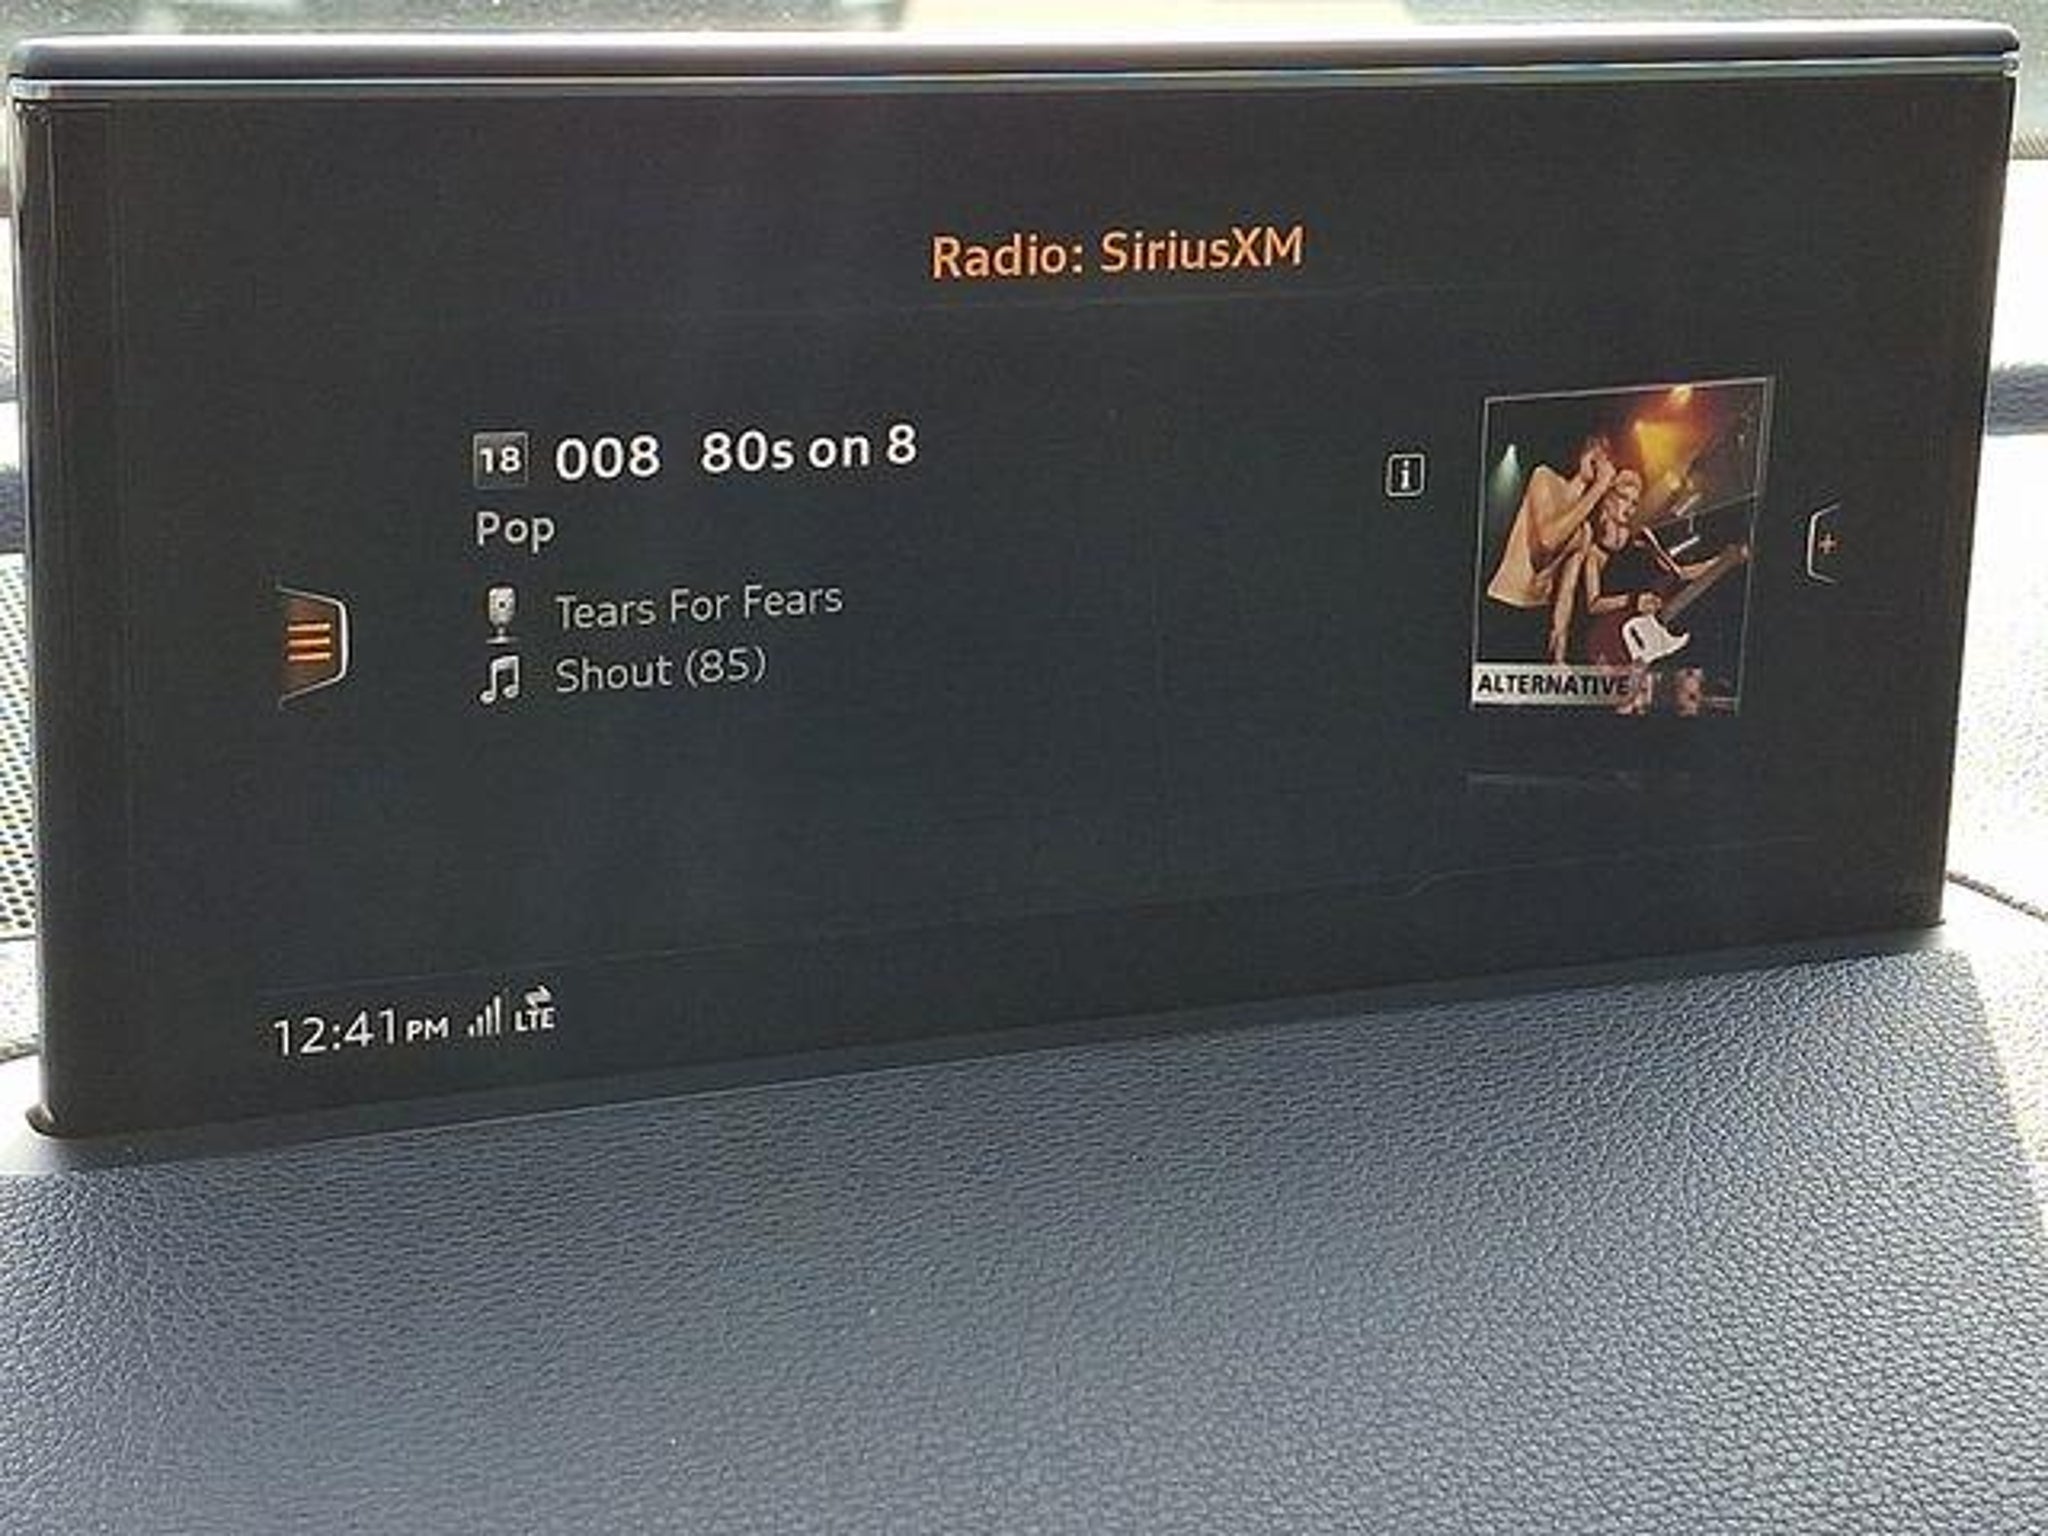 Radio: SiriusXM
18 008 80s on 8
Pop
Tears For Fears
Shout (85)
ALTERNATIVE
12:41PM LTE